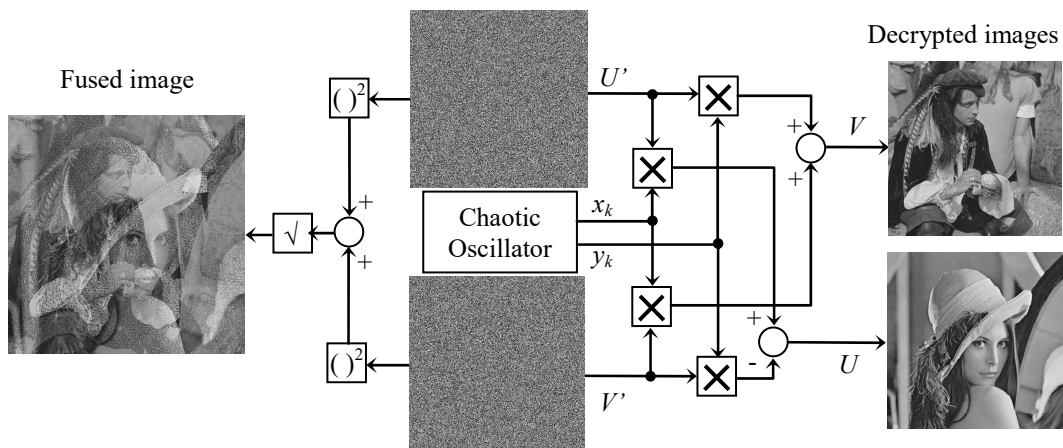 Fused image
Decrypted images
( )²
U’
+
V
+
+
Chaotic
Oscillator
x_k
y_k
√
+
+
+
-
U
( )²
V’